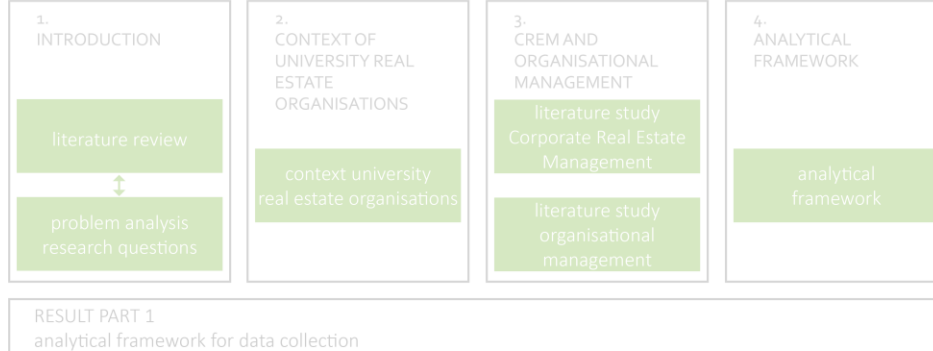 1.
INTRODUCTION
literature review
problem analysis
research questions
2.
CONTEXT OF
UNIVERSITY REAL
ESTATE
ORGANISATIONS
context university
real estate organisations
3.
CREM AND
ORGANISATIONAL
MANAGEMENT
literature study
Corporate Real Estate
Management
literature study
organisational
management
4.
ANALYTICAL
FRAMEWORK
analytical
framework
RESULT PART 1
analytical framework for data collection